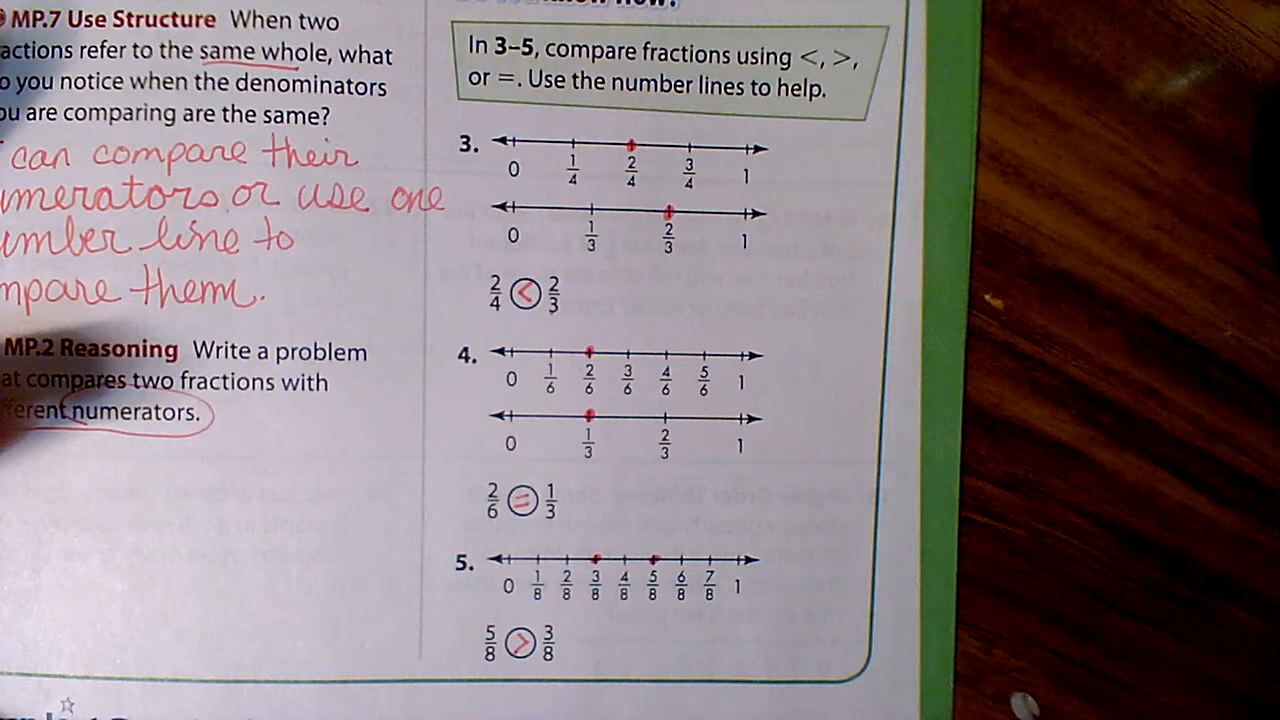 MP.7 Use Structure When two
actions refer to the same whole, what
o you notice when the denominators
ou are comparing are the same?
can compare their
merators or use one
mber line to
mpare them.
MP.2 Reasoning Write a problem
at compares two fractions with
fferent numerators.
know how?
In 3–5, compare fractions using <, >,
or =. Use the number lines to help.
3.
0 1/4 2/4 3/4 1
0 1/3 2/3 1
2/4 < 2/3
4.
0 1/6 2/6 3/6 4/6 5/6 1
0 1/3 2/3 1
2/6 = 1/3
5.
0 1/8 2/8 3/8 4/8 5/8 6/8 7/8 1
5/8 > 3/8